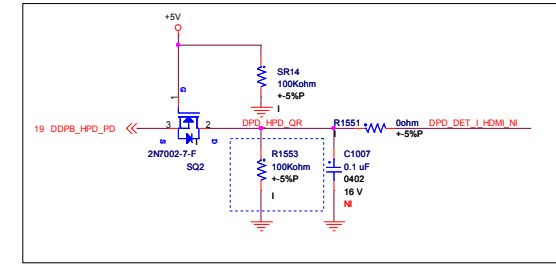 +5V
SR14
100Kohm
+-5%P
I
G
1
19 DDPB_HPD_PD
3
2
DPD_HPD_QR
R1551
0ohm
+-5%P
DPD_DET_I_HDMI_NI
I
S
D
2N7002-7-F
SQ2
R1553
100Kohm
+-5%P
I
C1007
0.1 uF
0402
16 V
NI